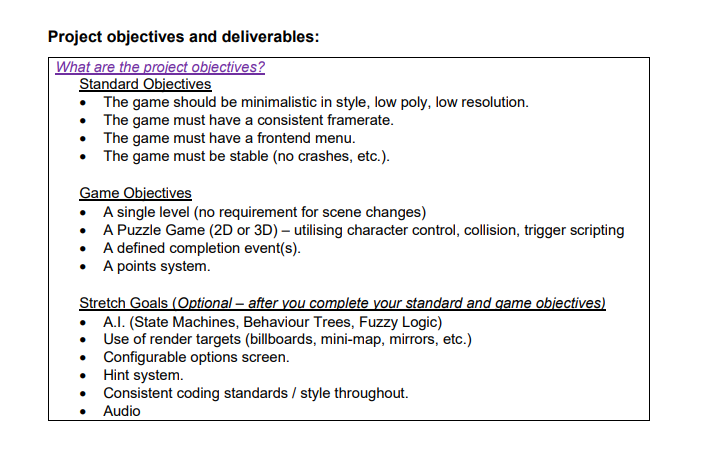 Project objectives and deliverables:
What are the project objectives?
Standard Objectives
• The game should be minimalistic in style, low poly, low resolution.
• The game must have a consistent framerate.
• The game must have a frontend menu.
• The game must be stable (no crashes, etc.).
Game Objectives
• A single level (no requirement for scene changes)
• A Puzzle Game (2D or 3D) – utilising character control, collision, trigger scripting
• A defined completion event(s).
• A points system.
Stretch Goals (Optional – after you complete your standard and game objectives)
• A.I. (State Machines, Behaviour Trees, Fuzzy Logic)
• Use of render targets (billboards, mini-map, mirrors, etc.)
• Configurable options screen.
• Hint system.
• Consistent coding standards / style throughout.
• Audio